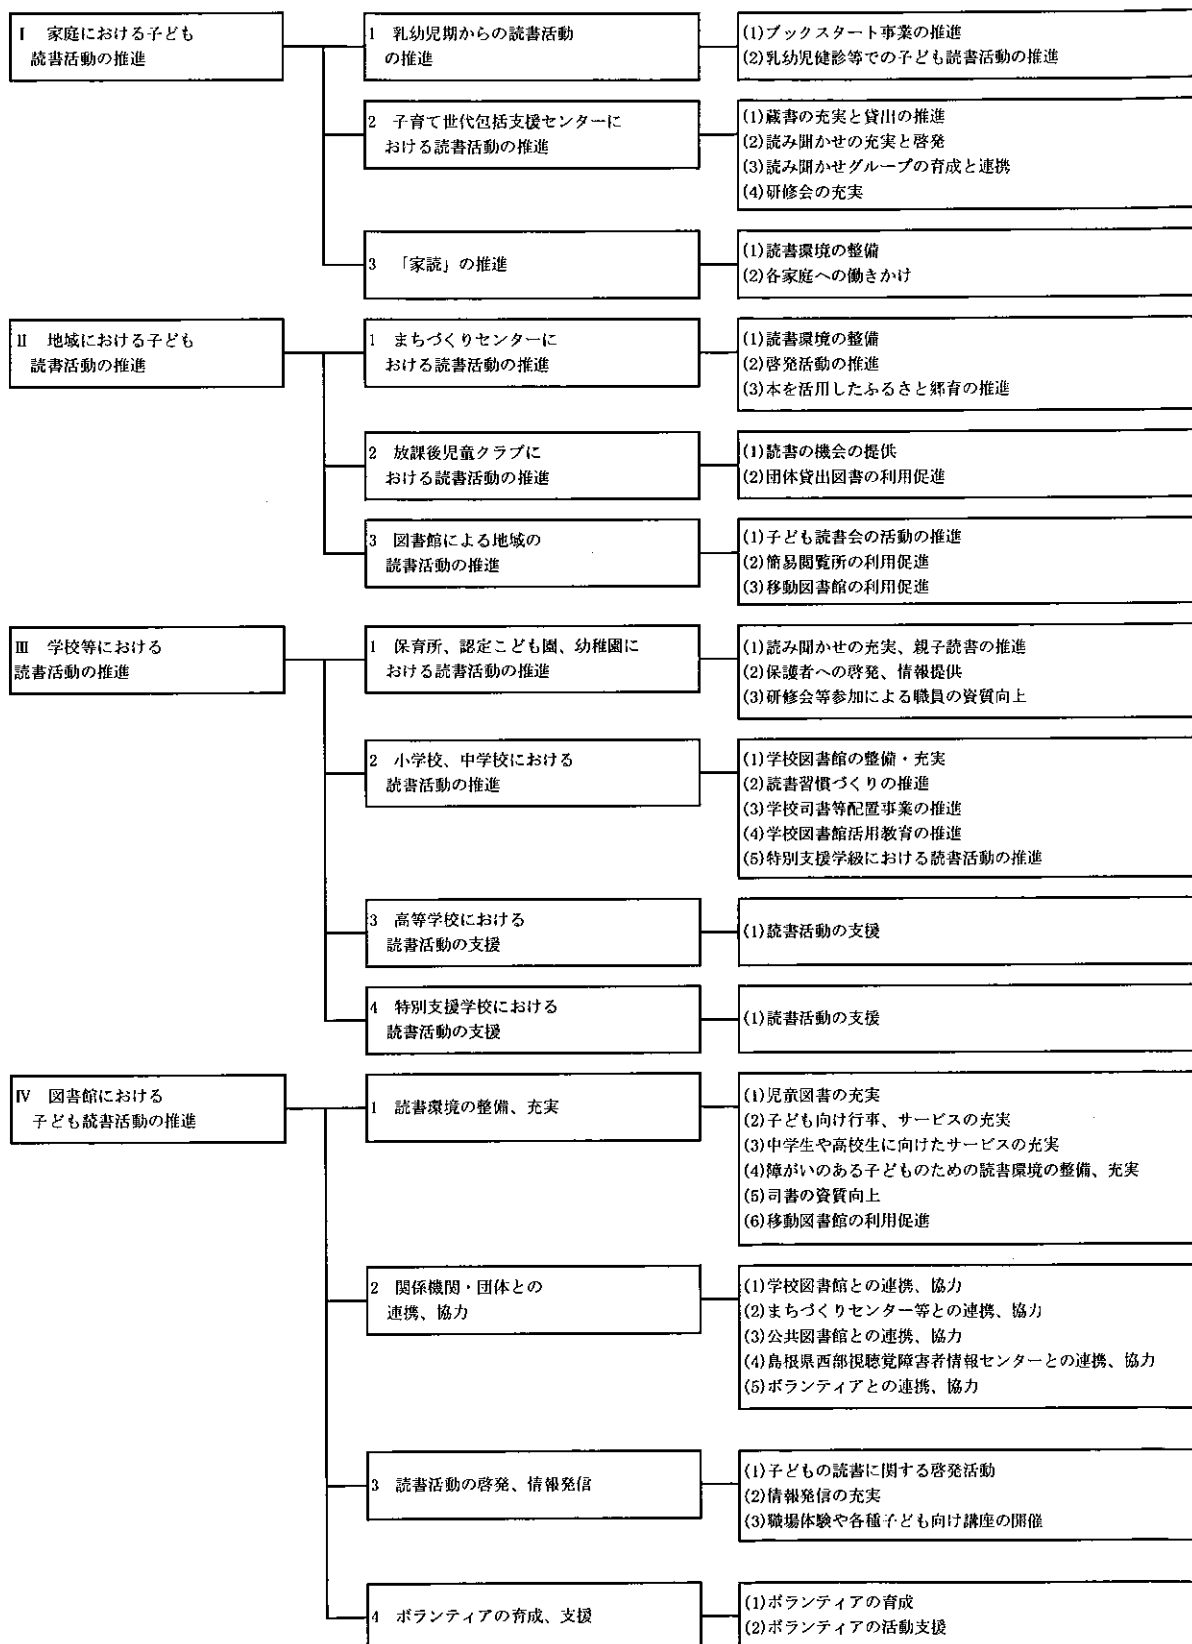 Ⅰ 家庭における子ども
読書活動の推進
1 乳幼児期からの読書活動
の推進
(1)ブックスタート事業の推進
(2)乳幼児健診等での子ども読書活動の推進
2 子育て世代包括支援センターに
おける読書活動の推進
(1)蔵書の充実と貸出の推進
(2)読み聞かせの充実と啓発
(3)読み聞かせグループの育成と連携
(4)研修会の充実
3 「家読」の推進
(1)読書環境の整備
(2)各家庭への働きかけ
Ⅱ 地域における子ども
読書活動の推進
1 まちづくりセンターに
おける読書活動の推進
(1)読書環境の整備
(2)啓発活動の推進
(3)本を活用したふるさと郷育の推進
2 放課後児童クラブに
おける読書活動の推進
(1)読書の機会の提供
(2)団体貸出図書の利用促進
3 図書館による地域の
読書活動の推進
(1)子ども読書会の活動の推進
(2)簡易閲覧所の利用促進
(3)移動図書館の利用促進
Ⅲ 学校等における
読書活動の推進
1 保育所、認定こども園、幼稚園に
おける読書活動の推進
(1)読み聞かせの充実、親子読書の推進
(2)保護者への啓発、情報提供
(3)研修会等参加による職員の資質向上
2 小学校、中学校における
読書活動の推進
(1)学校図書館の整備・充実
(2)読書習慣づくりの推進
(3)学校司書等配置事業の推進
(4)学校図書館活用教育の推進
(5)特別支援学級における読書活動の推進
3 高等学校における
読書活動の支援
(1)読書活動の支援
4 特別支援学校における
読書活動の支援
(1)読書活動の支援
Ⅳ 図書館における
子ども読書活動の推進
1 読書環境の整備、充実
(1)児童図書の充実
(2)子ども向け行事、サービスの充実
(3)中学生や高校生に向けたサービスの充実
(4)障がいのある子どものための読書環境の整備、充実
(5)司書の資質向上
(6)移動図書館の利用促進
2 関係機関・団体との
連携、協力
(1)学校図書館との連携、協力
(2)まちづくりセンター等との連携、協力
(3)公共図書館との連携、協力
(4)島根県西部視聴覚障害者情報センターとの連携、協力
(5)ボランティアとの連携、協力
3 読書活動の啓発、情報発信
(1)子どもの読書に関する啓発活動
(2)情報発信の充実
(3)職場体験や各種子ども向け講座の開催
4 ボランティアの育成、支援
(1)ボランティアの育成
(2)ボランティアの活動支援